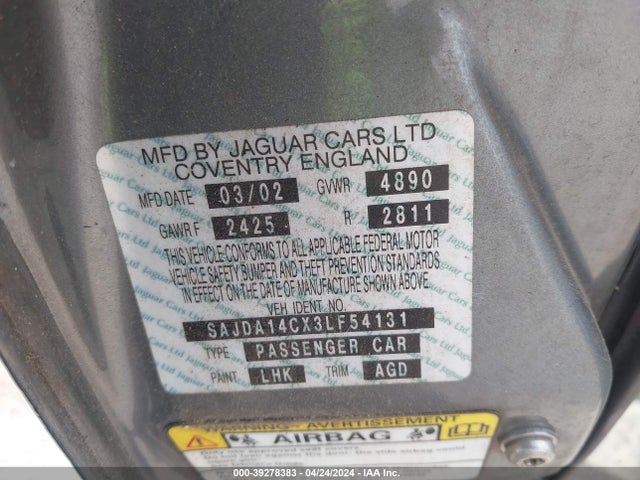 MFD BY JAGUAR CARS LTD
COVENTRY ENGLAND
MFD DATE 03/02 GVWR 4890
GAWR F 2425 R 2811
THIS VEHICLE CONFORMS TO ALL APPLICABLE FEDERAL MOTOR
VEHICLE SAFETY BUMPER AND THEFT PREVENTION STANDARDS
IN EFFECT ON THE DATE OF MANUFACTURE SHOWN ABOVE.
VEH IDENT NO.
SAJDA14CX3LF54131
TYPE PASSENGER CAR
PAINT LHK TRIM AGD
WARNING - AVERTISSEMENT
AIRBAG
000-39278383 - 04/24/2024 - IAA Inc.